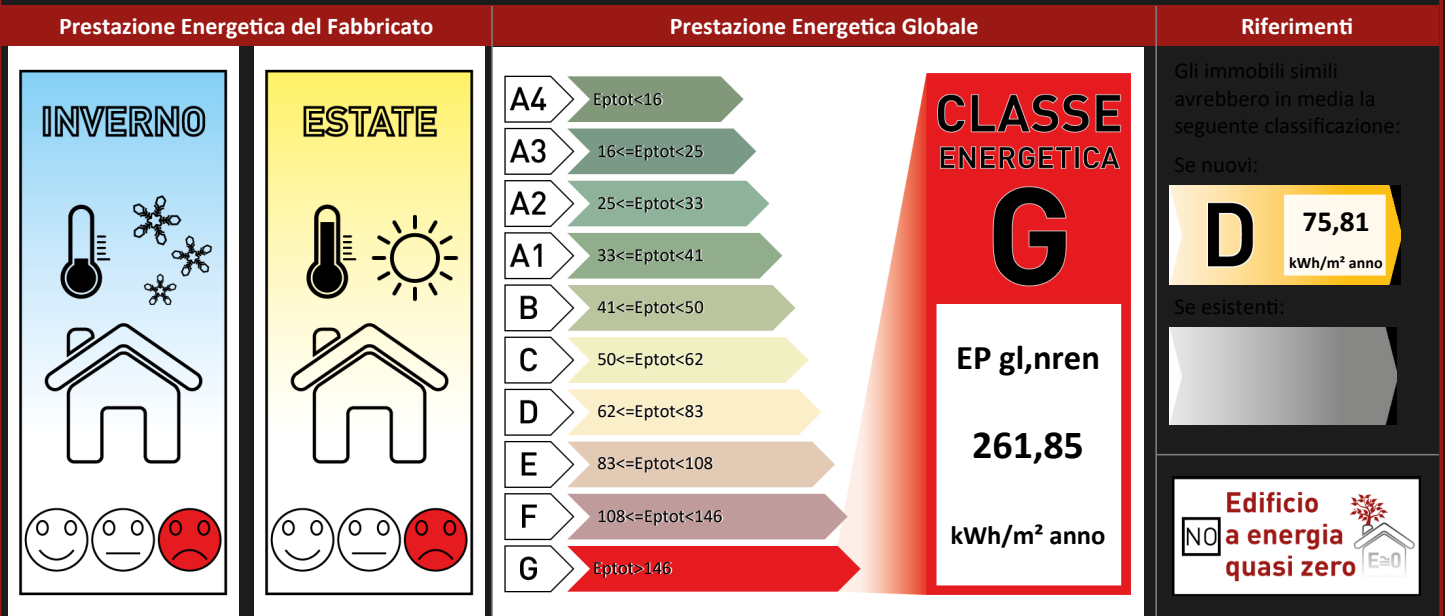 Prestazione Energetica del Fabbricato
Prestazione Energetica Globale
Riferimenti
INVERNO
ESTATE
A4 Eptot<16
A3 16<=Eptot<25
A2 25<=Eptot<33
A1 33<=Eptot<41
B 41<=Eptot<50
C 50<=Eptot<62
D 62<=Eptot<83
E 83<=Eptot<108
F 108<=Eptot<146
G Eptot>146
CLASSE
ENERGETICA
G
EP gl,nren
261,85
kWh/m² anno
Gli immobili simili
avrebbero in media la
seguente classificazione:
Se nuovi:
D
75,81
kWh/m² anno
Se esistenti:
Edificio
NO a energia
quasi zero
E≅0